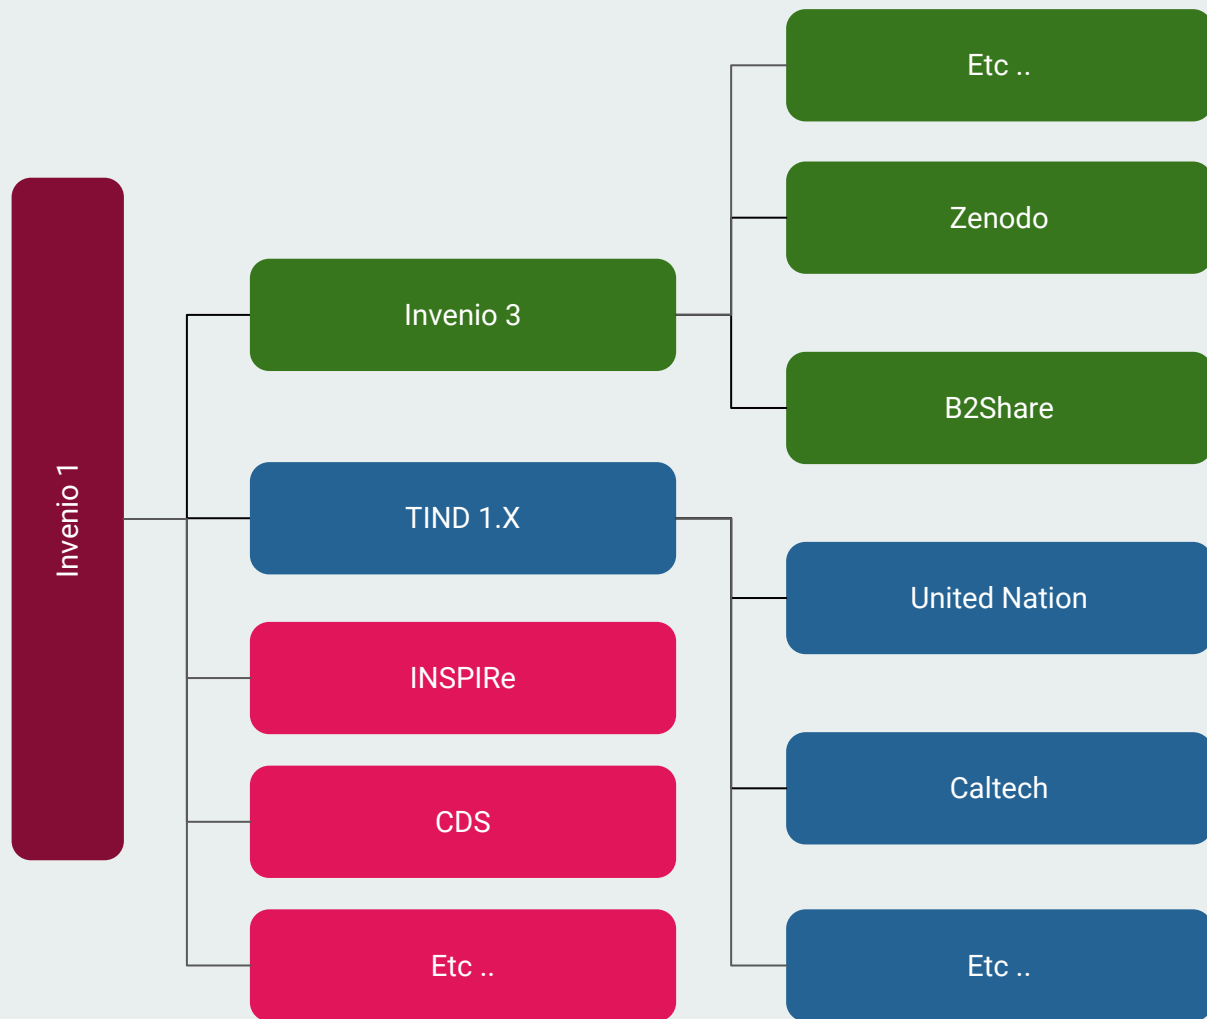 Invenio 1
Invenio 3
TIND 1.X
INSPIRe
CDS
Etc ..
Etc ..
Zenodo
B2Share
United Nation
Caltech
Etc ..